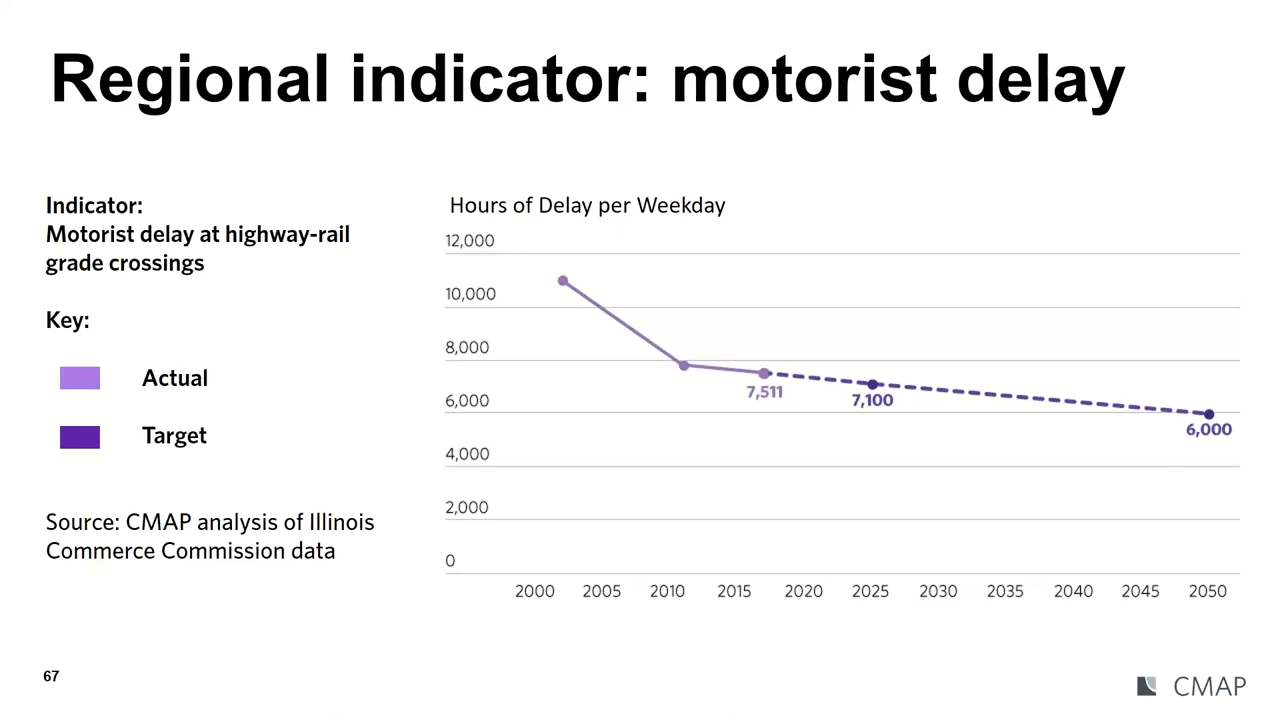 Regional indicator: motorist delay
Indicator:
Motorist delay at highway-rail
grade crossings
Key:
Actual
Target
Source: CMAP analysis of Illinois
Commerce Commission data
Hours of Delay per Weekday
12,000
10,000
8,000
6,000
4,000
2,000
0
7,511
7,100
6,000
2000 2005 2010 2015 2020 2025 2030 2035 2040 2045 2050
67
CMAP